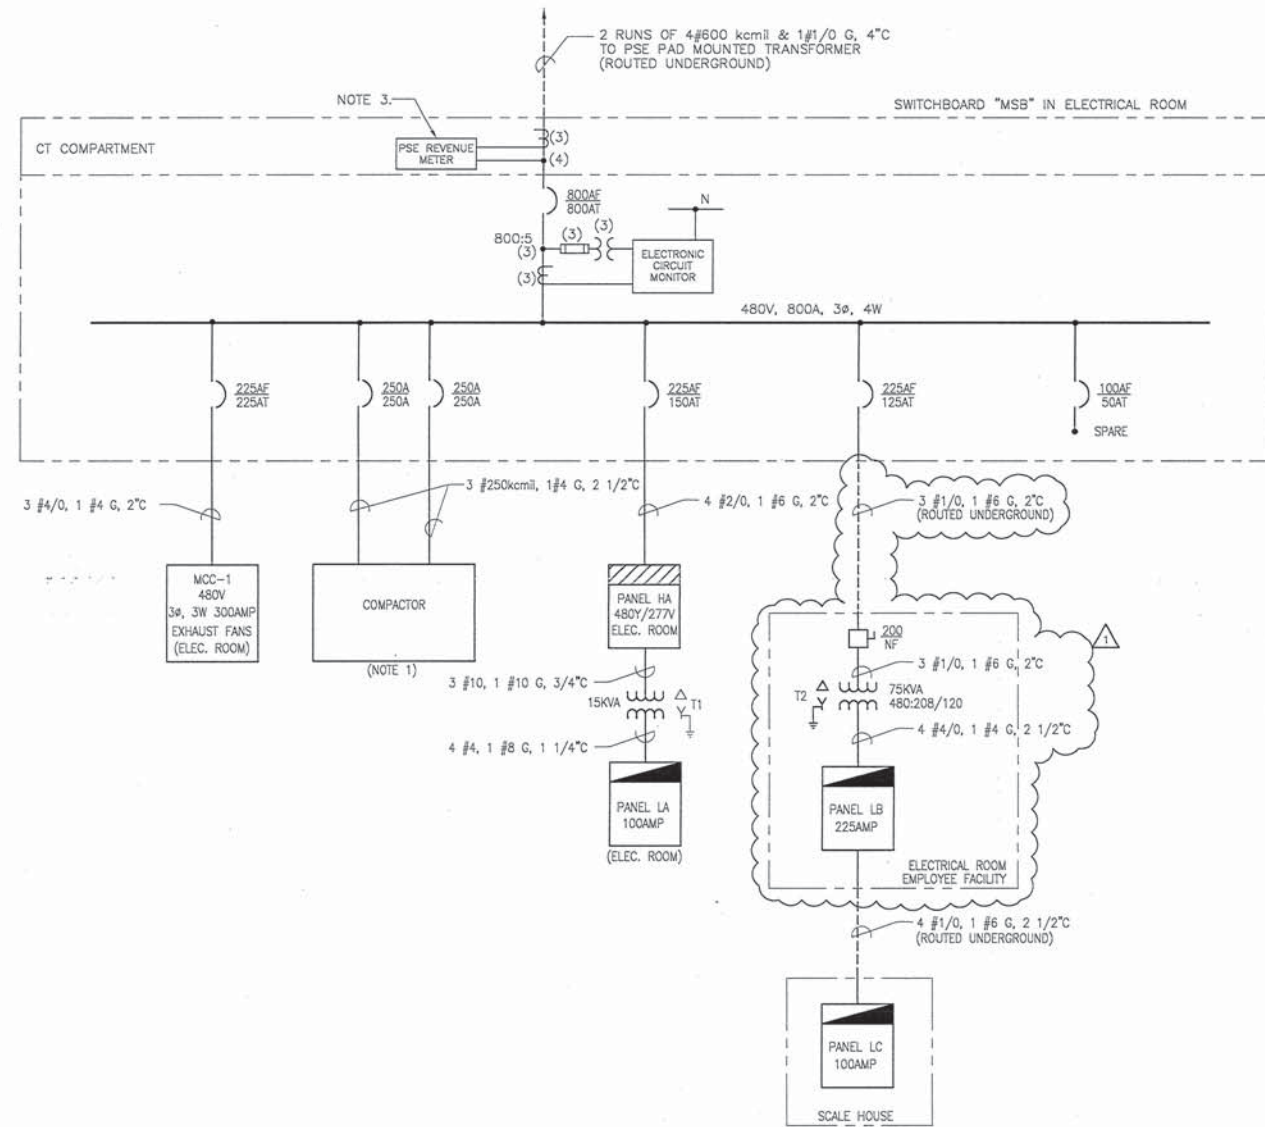 2 RUNS OF 4#600 kcmil & 1#1/0 G, 4"C
TO PSE PAD MOUNTED TRANSFORMER
(ROUTED UNDERGROUND)
NOTE 3.
SWITCHBOARD "MSB" IN ELECTRICAL ROOM
CT COMPARTMENT
PSE REVENUE
METER
(3)
(4)
800AF
800AT
N
800:5
(3)
(3)
(3)
(3)
ELECTRONIC
CIRCUIT
MONITOR
480V, 800A, 3ø, 4W
225AF
225AT
250A
250A
250A
250A
225AF
150AT
225AF
125AT
100AF
50AT
SPARE
3 #4/0, 1 #4 G, 2"C
3 #250kcmil, 1#4 G, 2 1/2"C
4 #2/0, 1 #6 G, 2"C
3 #1/0, 1 #6 G, 2"C
(ROUTED UNDERGROUND)
MCC-1
480V
3ø, 3W 300AMP
EXHAUST FANS
(ELEC. ROOM)
COMPACTOR
(NOTE 1)
PANEL HA
480Y/277V
ELEC. ROOM
200
NF
1
3 #10, 1 #10 G, 3/4"C
3 #1/0, 1 #6 G, 2"C
15KVA
T1
T2
75KVA
480:208/120
4 #4, 1 #8 G, 1 1/4"C
4 #4/0, 1 #4 G, 2 1/2"C
PANEL LA
100AMP
(ELEC. ROOM)
PANEL LB
225AMP
ELECTRICAL ROOM
EMPLOYEE FACILITY
4 #1/0, 1 #6 G, 2 1/2"C
(ROUTED UNDERGROUND)
PANEL LC
100AMP
SCALE HOUSE